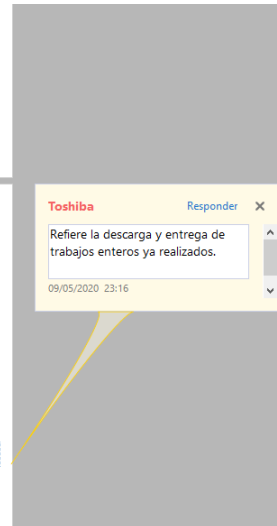 Toshiba Responder
Refiere la descarga y entrega de
trabajos enteros ya realizados.
09/05/2020 23:16